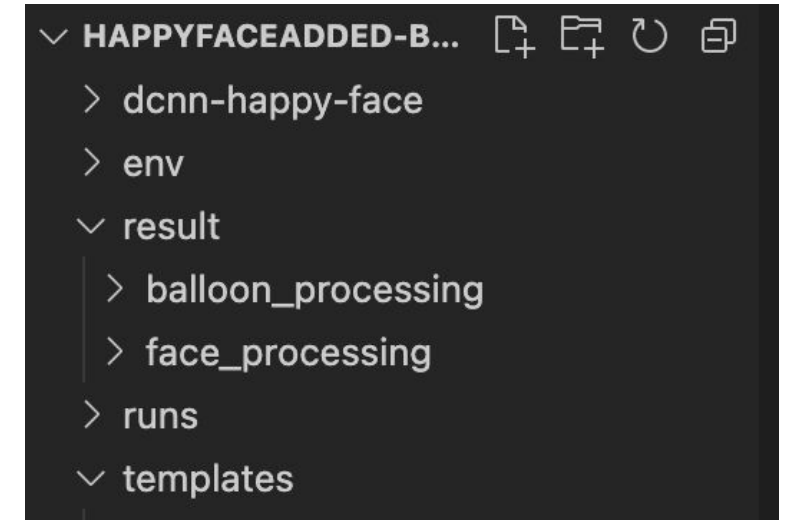 HAPPYFACEADDED-B...
dcnn-happy-face
env
result
balloon_processing
face_processing
runs
templates